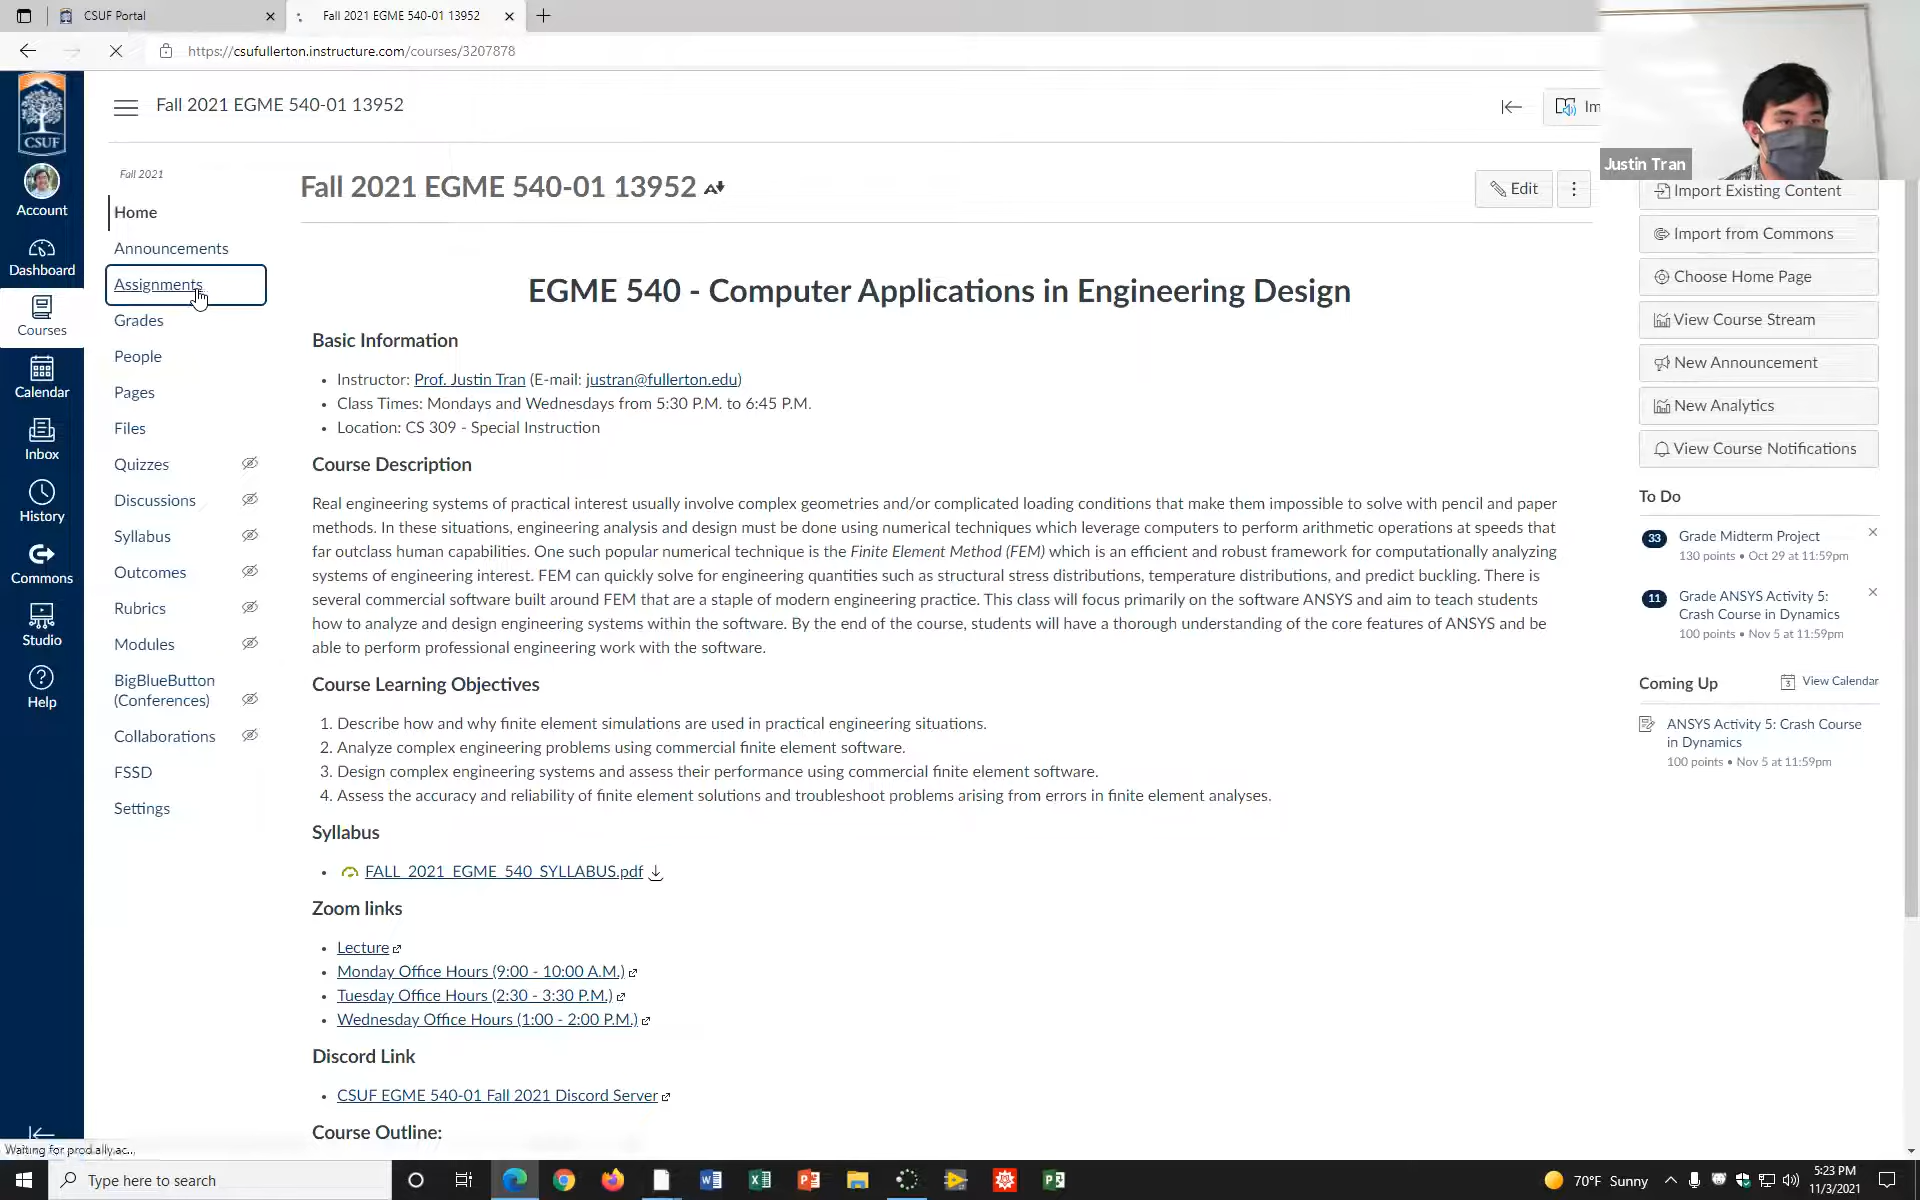 CSUF Portal
Fall 2021 EGME 540-01 13952
https://csufullerton.instructure.com/courses/3207878
CSUF
Account
Dashboard
Courses
Calendar
Inbox
History
Commons
Studio
Help
Fall 2021 EGME 540-01 13952
Im
Justin Tran
Fall 2021
Home
Announcements
Assignments
Grades
People
Pages
Files
Quizzes
Discussions
Syllabus
Outcomes
Rubrics
Modules
BigBlueButton
(Conferences)
Collaborations
FSSD
Settings
Fall 2021 EGME 540-01 13952
Edit
EGME 540 - Computer Applications in Engineering Design
Basic Information
• Instructor: Prof. Justin Tran (E-mail: justran@fullerton.edu)
• Class Times: Mondays and Wednesdays from 5:30 P.M. to 6:45 P.M.
• Location: CS 309 - Special Instruction
Course Description
Real engineering systems of practical interest usually involve complex geometries and/or complicated loading conditions that make them impossible to solve with pencil and paper
methods. In these situations, engineering analysis and design must be done using numerical techniques which leverage computers to perform arithmetic operations at speeds that
far outclass human capabilities. One such popular numerical technique is the Finite Element Method (FEM) which is an efficient and robust framework for computationally analyzing
systems of engineering interest. FEM can quickly solve for engineering quantities such as structural stress distributions, temperature distributions, and predict buckling. There is
several commercial software built around FEM that are a staple of modern engineering practice. This class will focus primarily on the software ANSYS and aim to teach students
how to analyze and design engineering systems within the software. By the end of the course, students will have a thorough understanding of the core features of ANSYS and be
able to perform professional engineering work with the software.
Course Learning Objectives
1. Describe how and why finite element simulations are used in practical engineering situations.
2. Analyze complex engineering problems using commercial finite element software.
3. Design complex engineering systems and assess their performance using commercial finite element software.
4. Assess the accuracy and reliability of finite element solutions and troubleshoot problems arising from errors in finite element analyses.
Syllabus
• FALL_2021_EGME_540_SYLLABUS.pdf
Zoom links
• Lecture
• Monday Office Hours (9:00 - 10:00 A.M.)
• Tuesday Office Hours (2:30 - 3:30 P.M.)
• Wednesday Office Hours (1:00 - 2:00 P.M.)
Discord Link
• CSUF EGME 540-01 Fall 2021 Discord Server
Course Outline:
Import Existing Content
Import from Commons
Choose Home Page
View Course Stream
New Announcement
New Analytics
View Course Notifications
To Do
33 Grade Midterm Project
130 points • Oct 29 at 11:59pm
11 Grade ANSYS Activity 5:
Crash Course in Dynamics
100 points • Nov 5 at 11:59pm
Coming Up
3 View Calendar
ANSYS Activity 5: Crash Course
in Dynamics
100 points • Nov 5 at 11:59pm
Waiting for prod.ally.ac...
Type here to search
70°F Sunny
5:23 PM
11/3/2021